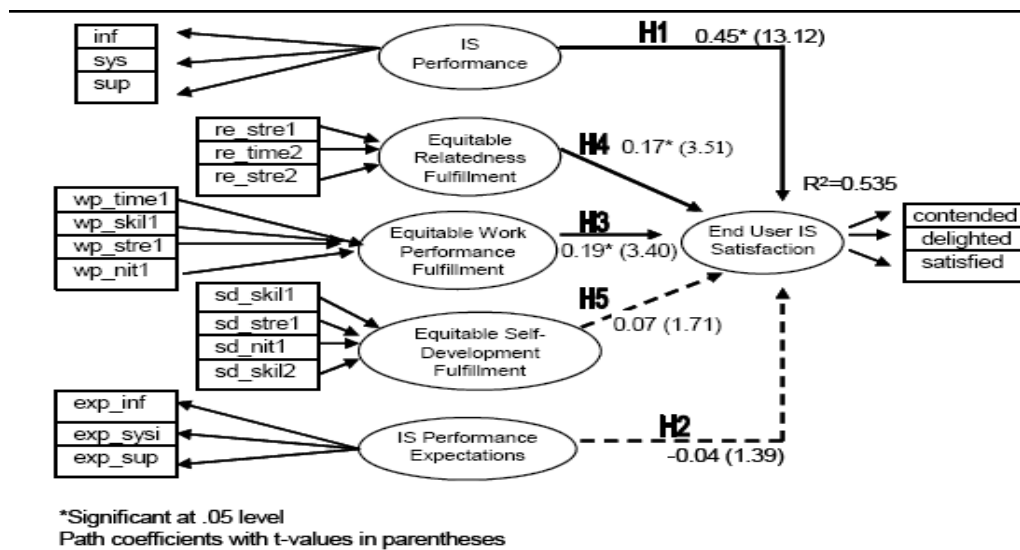 inf
sys
sup
IS
Performance
H1 0.45* (13.12)
re_stre1
re_time2
re_stre2
Equitable
Relatedness
Fulfillment
H4 0.17* (3.51)
R²=0.535
wp_time1
wp_skil1
wp_stre1
wp_nit1
Equitable Work
Performance
Fulfillment
H3
0.19* (3.40)
End User IS
Satisfaction
contended
delighted
satisfied
sd_skil1
sd_stre1
sd_nit1
sd_skil2
Equitable Self-
Development
Fulfillment
H5
0.07 (1.71)
exp_inf
exp_sysi
exp_sup
IS Performance
Expectations
H2
-0.04 (1.39)
*Significant at .05 level
Path coefficients with t-values in parentheses